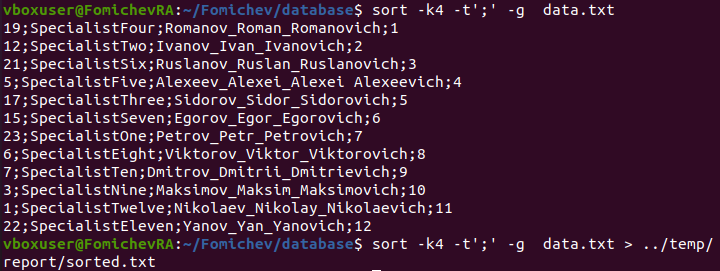 vboxuser@FomichevRA:~/Fomichev/database$ sort -k4 -t';' -g  data.txt
19;SpecialistFour;Romanov_Roman_Romanovich;1
12;SpecialistTwo;Ivanov_Ivan_Ivanovich;2
21;SpecialistSix;Ruslanov_Ruslan_Ruslanovich;3
5;SpecialistFive;Alexeev_Alexei_Alexei Alexeevich;4
17;SpecialistThree;Sidorov_Sidor_Sidorovich;5
15;SpecialistSeven;Egorov_Egor_Egorovich;6
23;SpecialistOne;Petrov_Petr_Petrovich;7
6;SpecialistEight;Viktorov_Viktor_Viktorovich;8
7;SpecialistTen;Dmitrov_Dmitrii_Dmitrievich;9
3;SpecialistNine;Maksimov_Maksim_Maksimovich;10
1;SpecialistTwelve;Nikolaev_Nikolay_Nikolaevich;11
22;SpecialistEleven;Yanov_Yan_Yanovich;12
vboxuser@FomichevRA:~/Fomichev/database$ sort -k4 -t';' -g  data.txt > ../temp/
report/sorted.txt